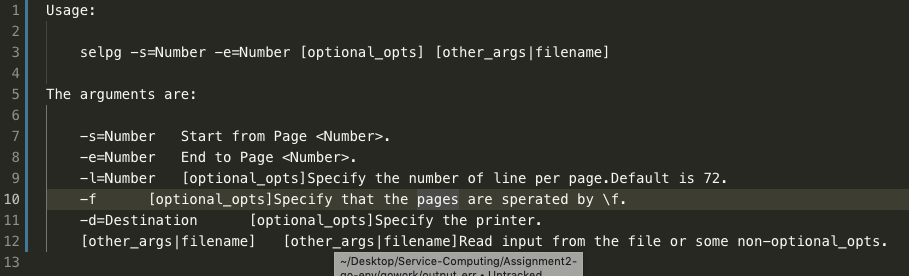 1 Usage:
2
3 selpg -s=Number -e=Number [optional_opts] [other_args|filename]
4
5 The arguments are:
6
7 -s=Number Start from Page <Number>.
8 -e=Number End to Page <Number>.
9 -l=Number [optional_opts]Specify the number of line per page.Default is 72.
10 -f [optional_opts]Specify that the pages are sperated by \f.
11 -d=Destination [optional_opts]Specify the printer.
12 [other_args|filename] [other_args|filename]Read input from the file or some non-optional_opts.
13
~/Desktop/Service-Computing/Assignment2-
go-env/gowork/output_err • Untracked